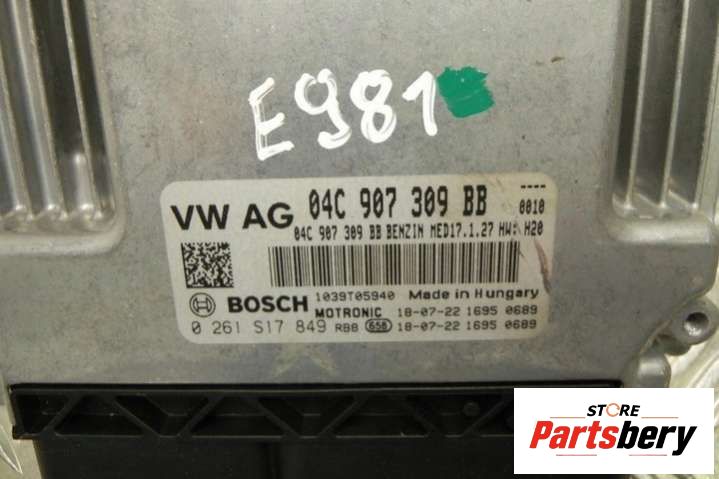 E981
VW AG 04C 907 309 BB ----
0010
04C 907 309 BB BENZIN MED17.1.27 HW: H20
BOSCH 1039T05940 Made in Hungary
MOTRONIC 18-07-22 1695 0689
0 261 S17 849 RBB 658 18-07-22 1695 0689
STORE
Partsbery